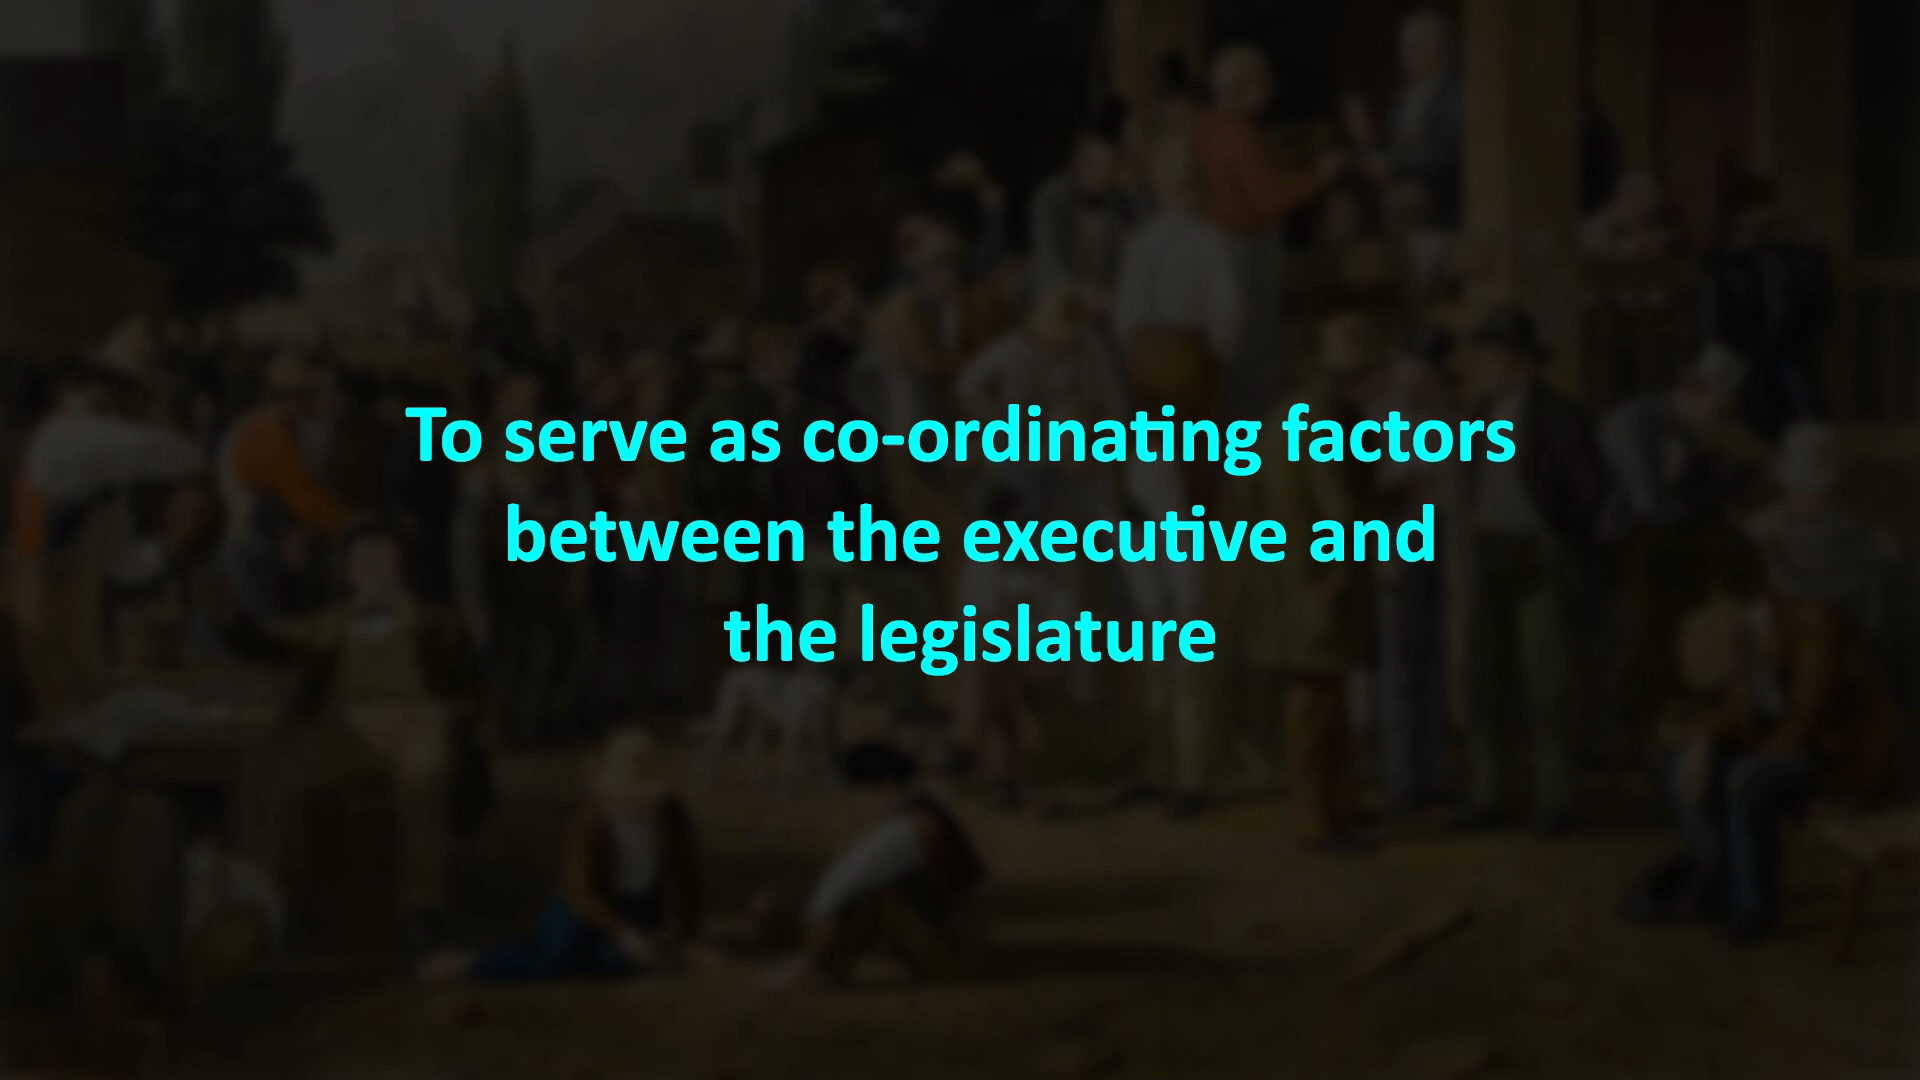 To serve as co-ordinating factors
between the executive and
the legislature